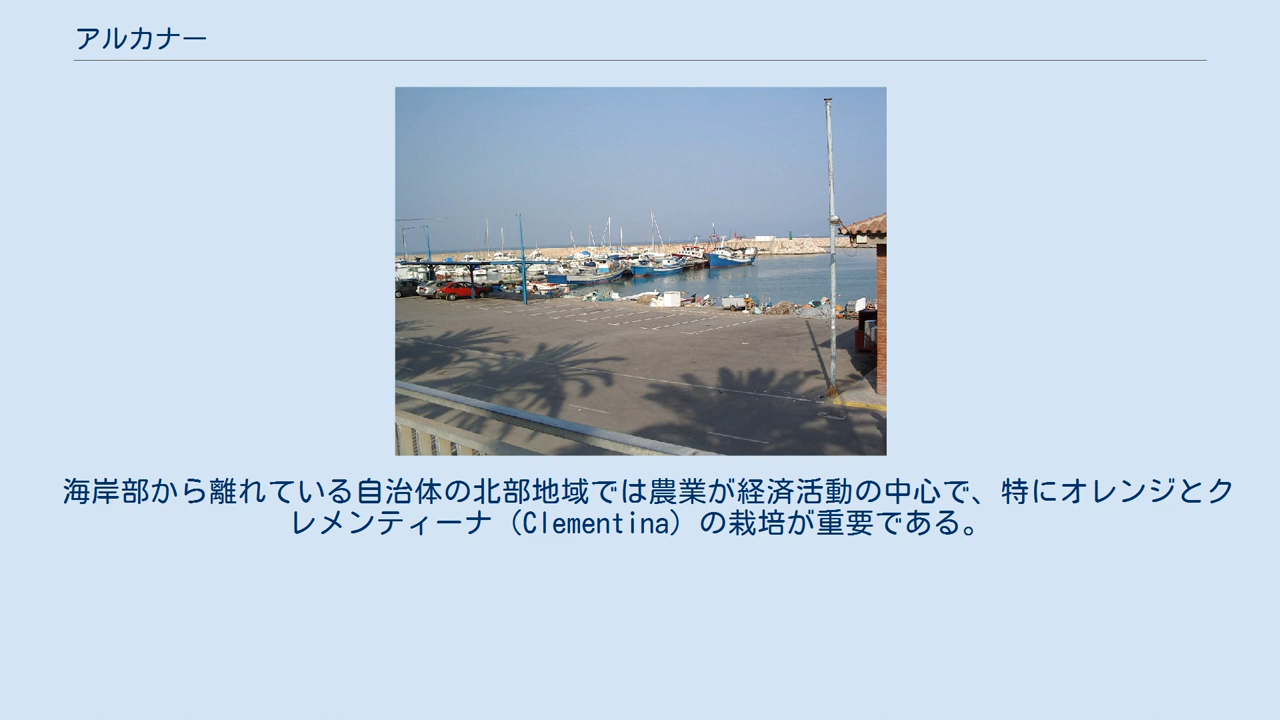 アルカナー
海岸部から離れている自治体の北部地域では農業が経済活動の中心で、特にオレンジとク
レメンティーナ（Clementina）の栽培が重要である。